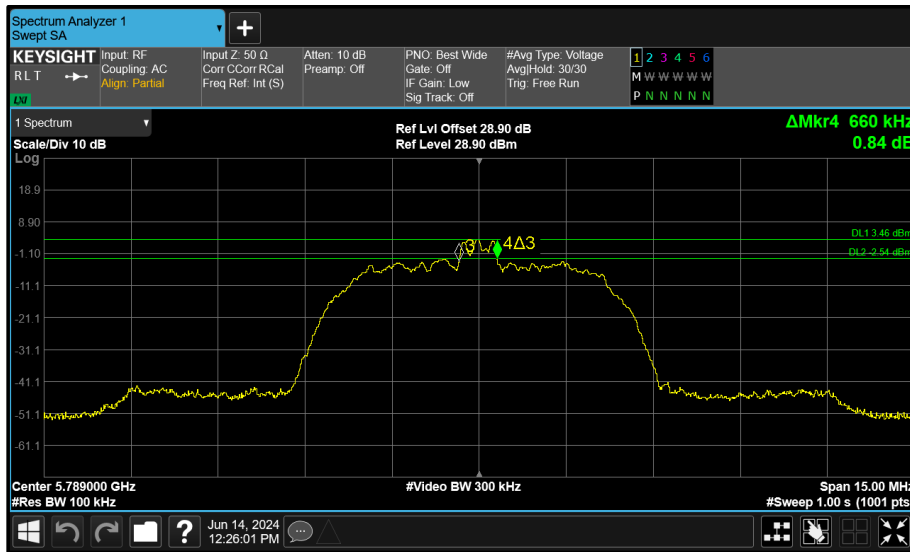 Spectrum Analyzer 1
Swept SA
KEYSIGHT
R L T
LXI
Input: RF
Coupling: AC
Align: Partial
Input Z: 50 Ω
Corr CCorr RCal
Freq Ref: Int (S)
Atten: 10 dB
Preamp: Off
PNO: Best Wide
Gate: Off
IF Gain: Low
Sig Track: Off
#Avg Type: Voltage
Avg|Hold: 30/30
Trig: Free Run
1 2 3 4 5 6
M W W W W W
P N N N N N
1 Spectrum
Scale/Div 10 dB
Log
Ref Lvl Offset 28.90 dB
Ref Level 28.90 dBm
ΔMkr4 660 kHz
0.84 dB
18.9
8.90
-1.10
-11.1
-21.1
-31.1
-41.1
-51.1
-61.1
3
4Δ3
DL1 3.46 dBm
DL2 -2.54 dBm
Center 5.789000 GHz
#Res BW 100 kHz
#Video BW 300 kHz
Span 15.00 MHz
#Sweep 1.00 s (1001 pts
?
Jun 14, 2024
12:26:01 PM